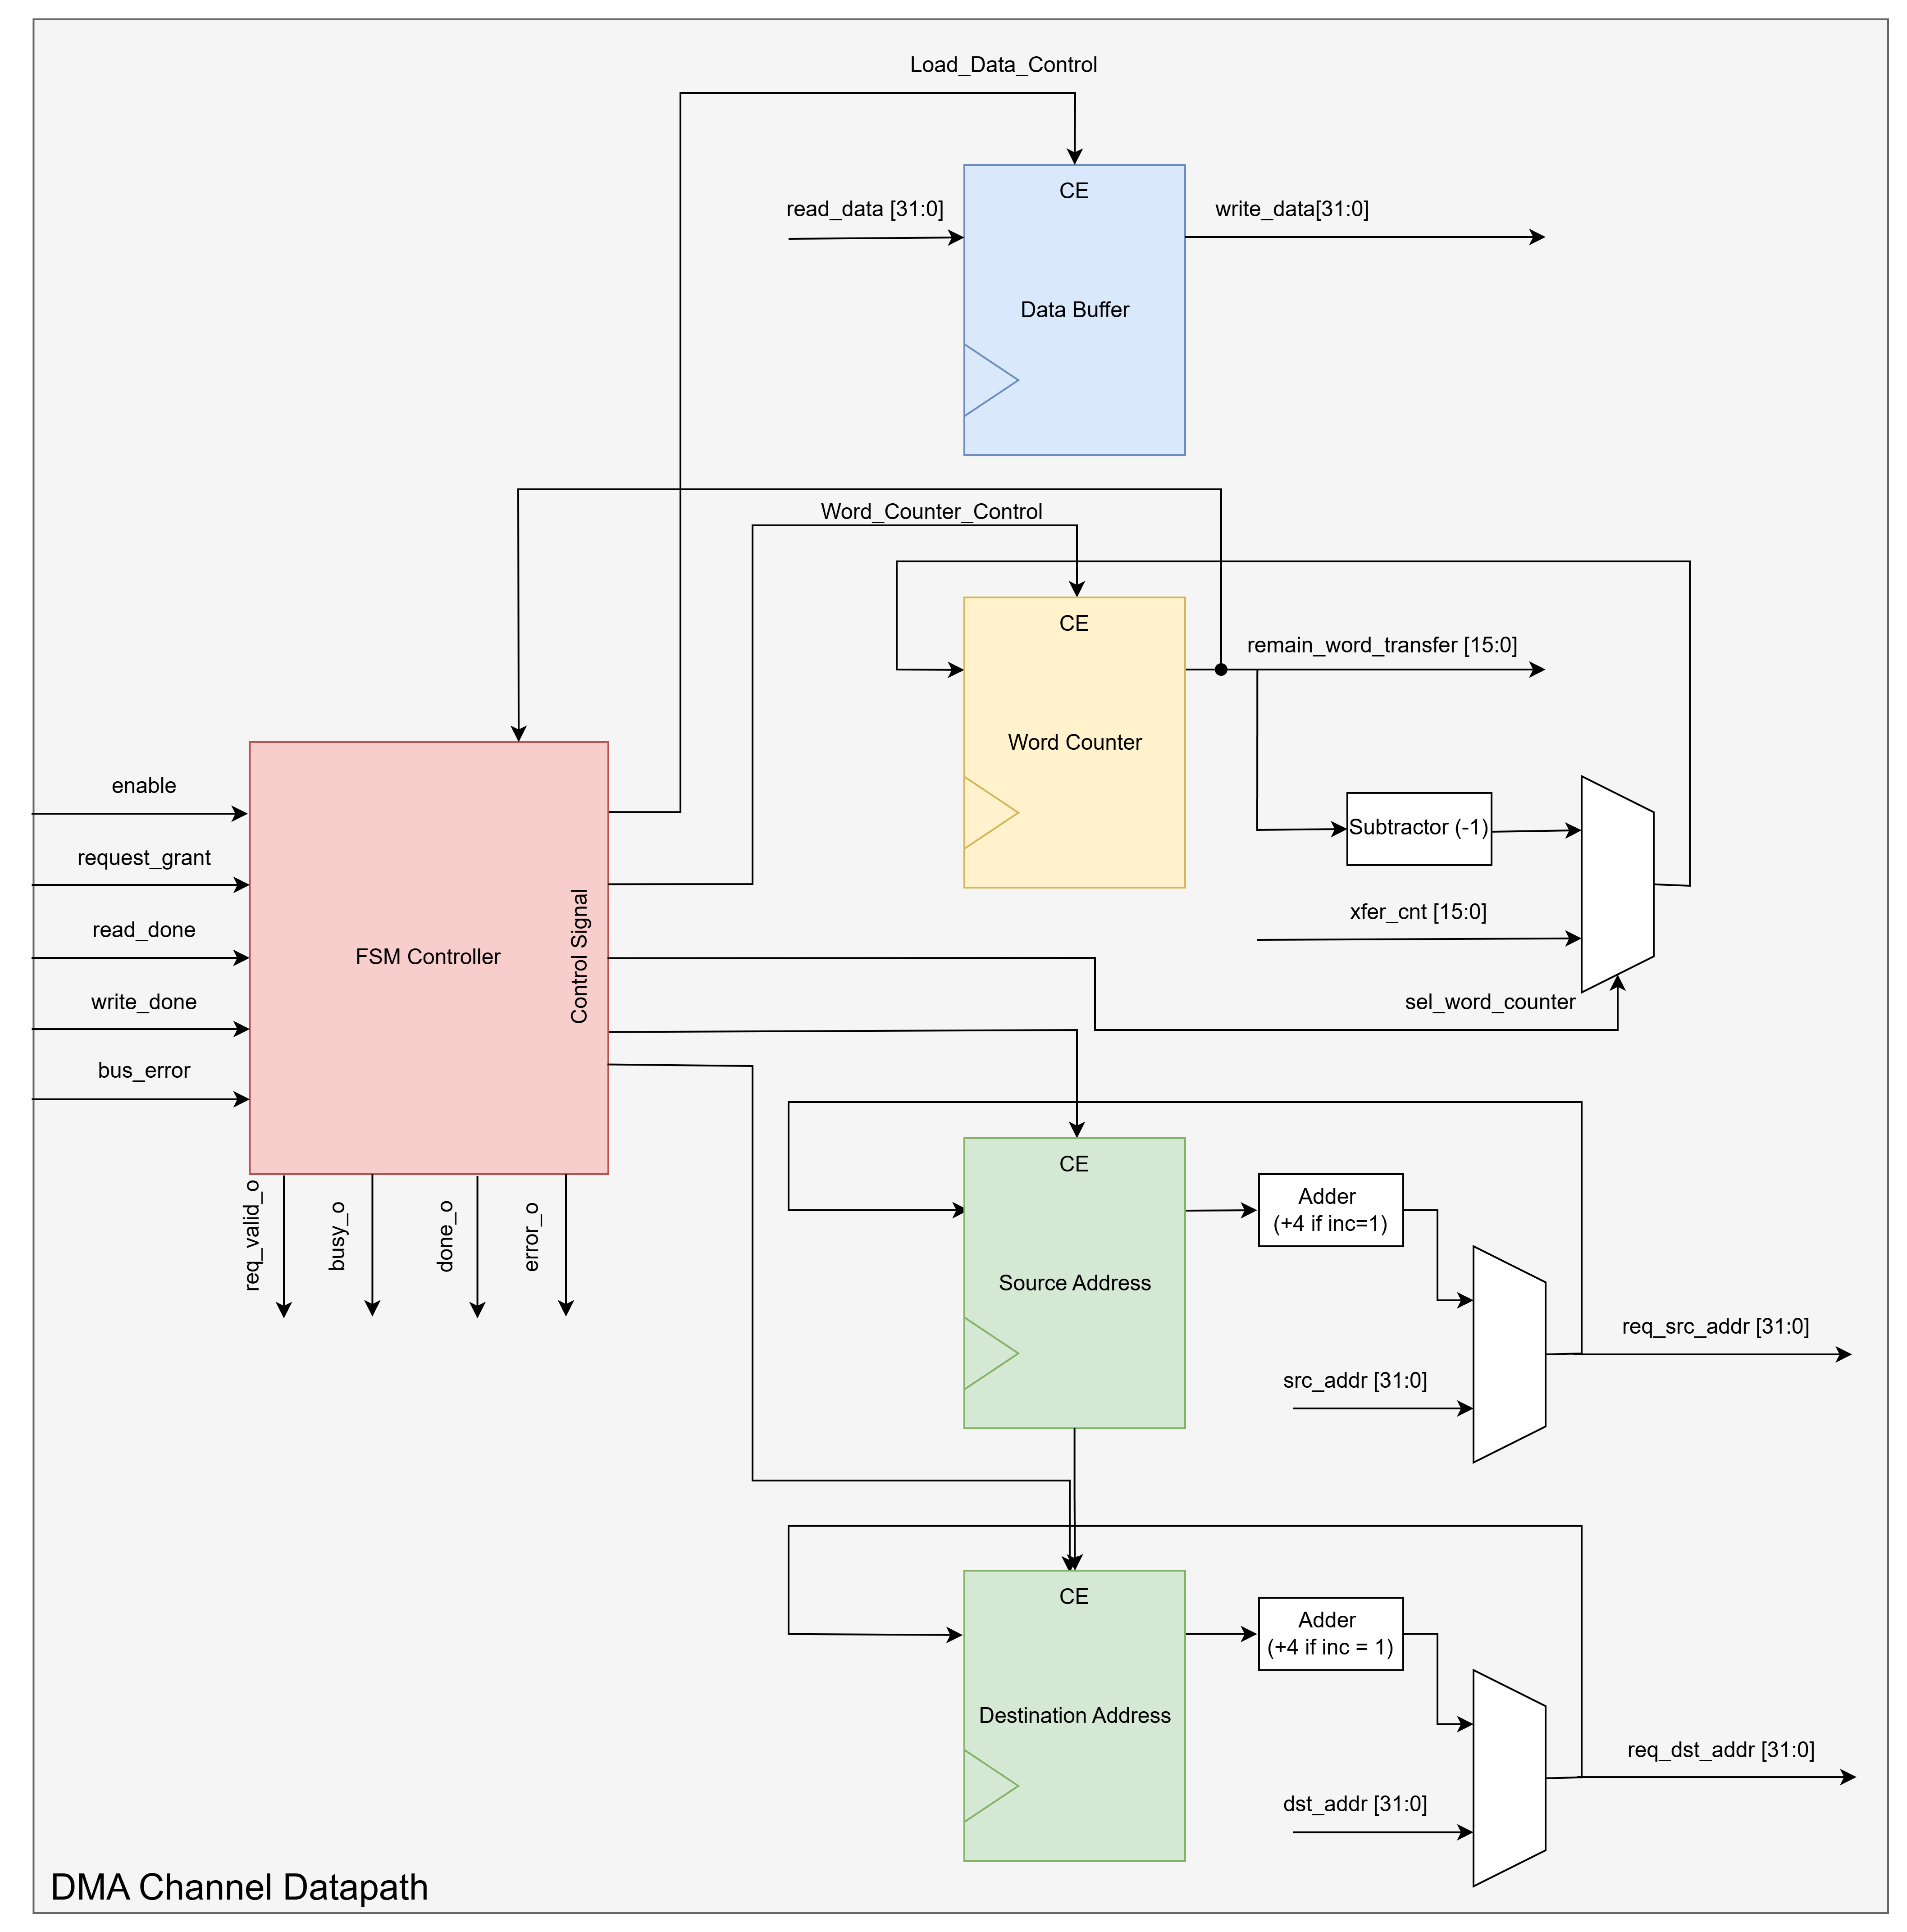 Load_Data_Control
CE
read_data [31:0]
write_data[31:0]
Data Buffer
Word_Counter_Control
CE
remain_word_transfer [15:0]
Word Counter
enable
Subtractor (-1)
request_grant
xfer_cnt [15:0]
read_done
FSM Controller
Control Signal
write_done
sel_word_counter
bus_error
CE
Adder
(+4 if inc=1)
req_valid_o
busy_o
done_o
error_o
Source Address
req_src_addr [31:0]
src_addr [31:0]
CE
Adder
(+4 if inc = 1)
Destination Address
req_dst_addr [31:0]
dst_addr [31:0]
DMA Channel Datapath